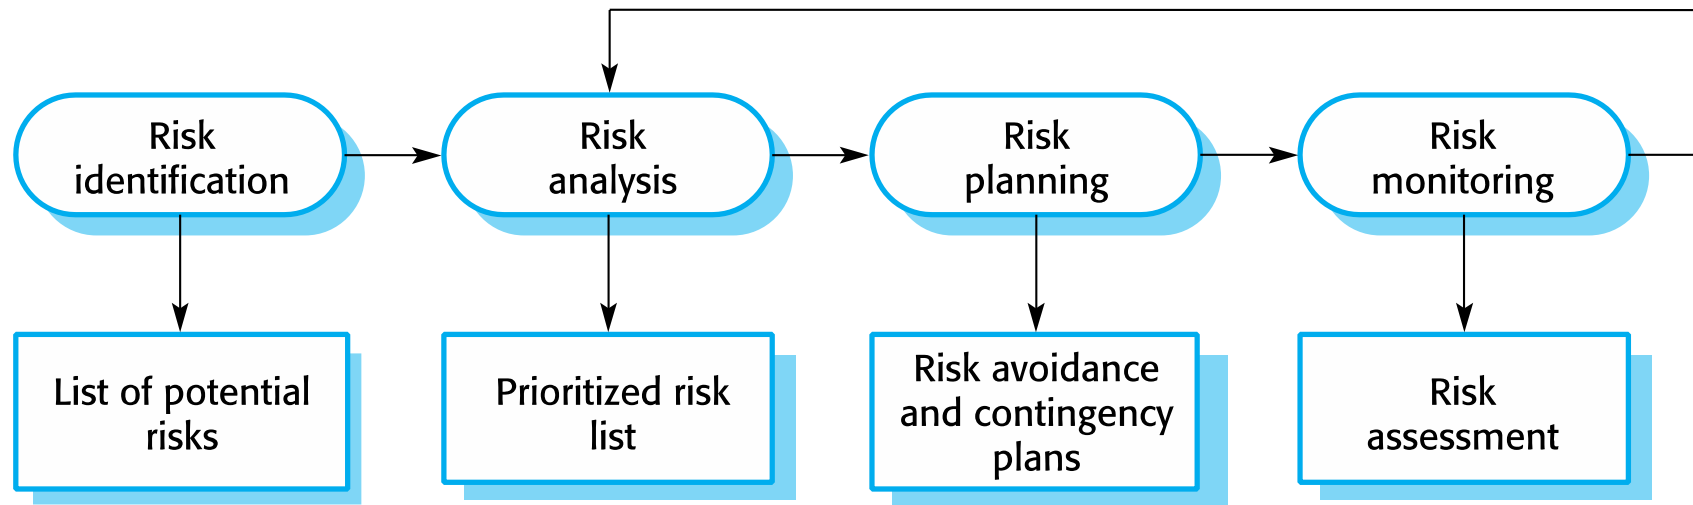 Risk
identification
Risk
analysis
Risk
planning
Risk
monitoring
List of potential
risks
Prioritized risk
list
Risk avoidance
and contingency
plans
Risk
assessment